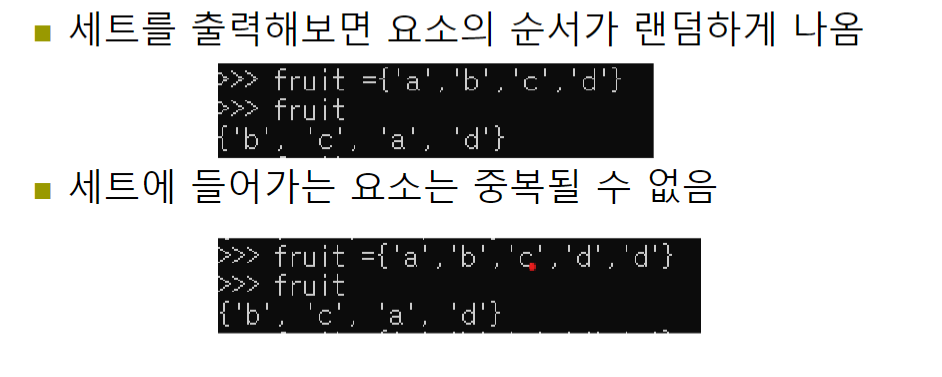 세트를 출력해보면 요소의 순서가 랜덤하게 나옴
>>> fruit ={'a','b','c','d'}
>>> fruit
{'b', 'c', 'a', 'd'}
세트에 들어가는 요소는 중복될 수 없음
>>> fruit ={'a','b','c','d','d'}
>>> fruit
{'b', 'c', 'a', 'd'}